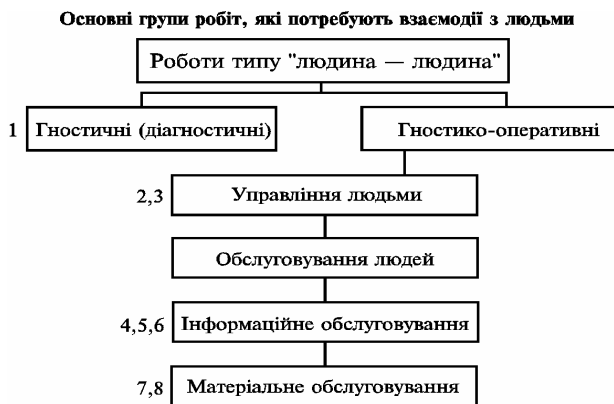 Основні групи робіт, які потребують взаємодії з людьми
Роботи типу "людина — людина"
1 Гностичні (діагностичні)
Гностико-оперативні
2,3 Управління людьми
Обслуговування людей
4,5,6 Інформаційне обслуговування
7,8 Матеріальне обслуговування